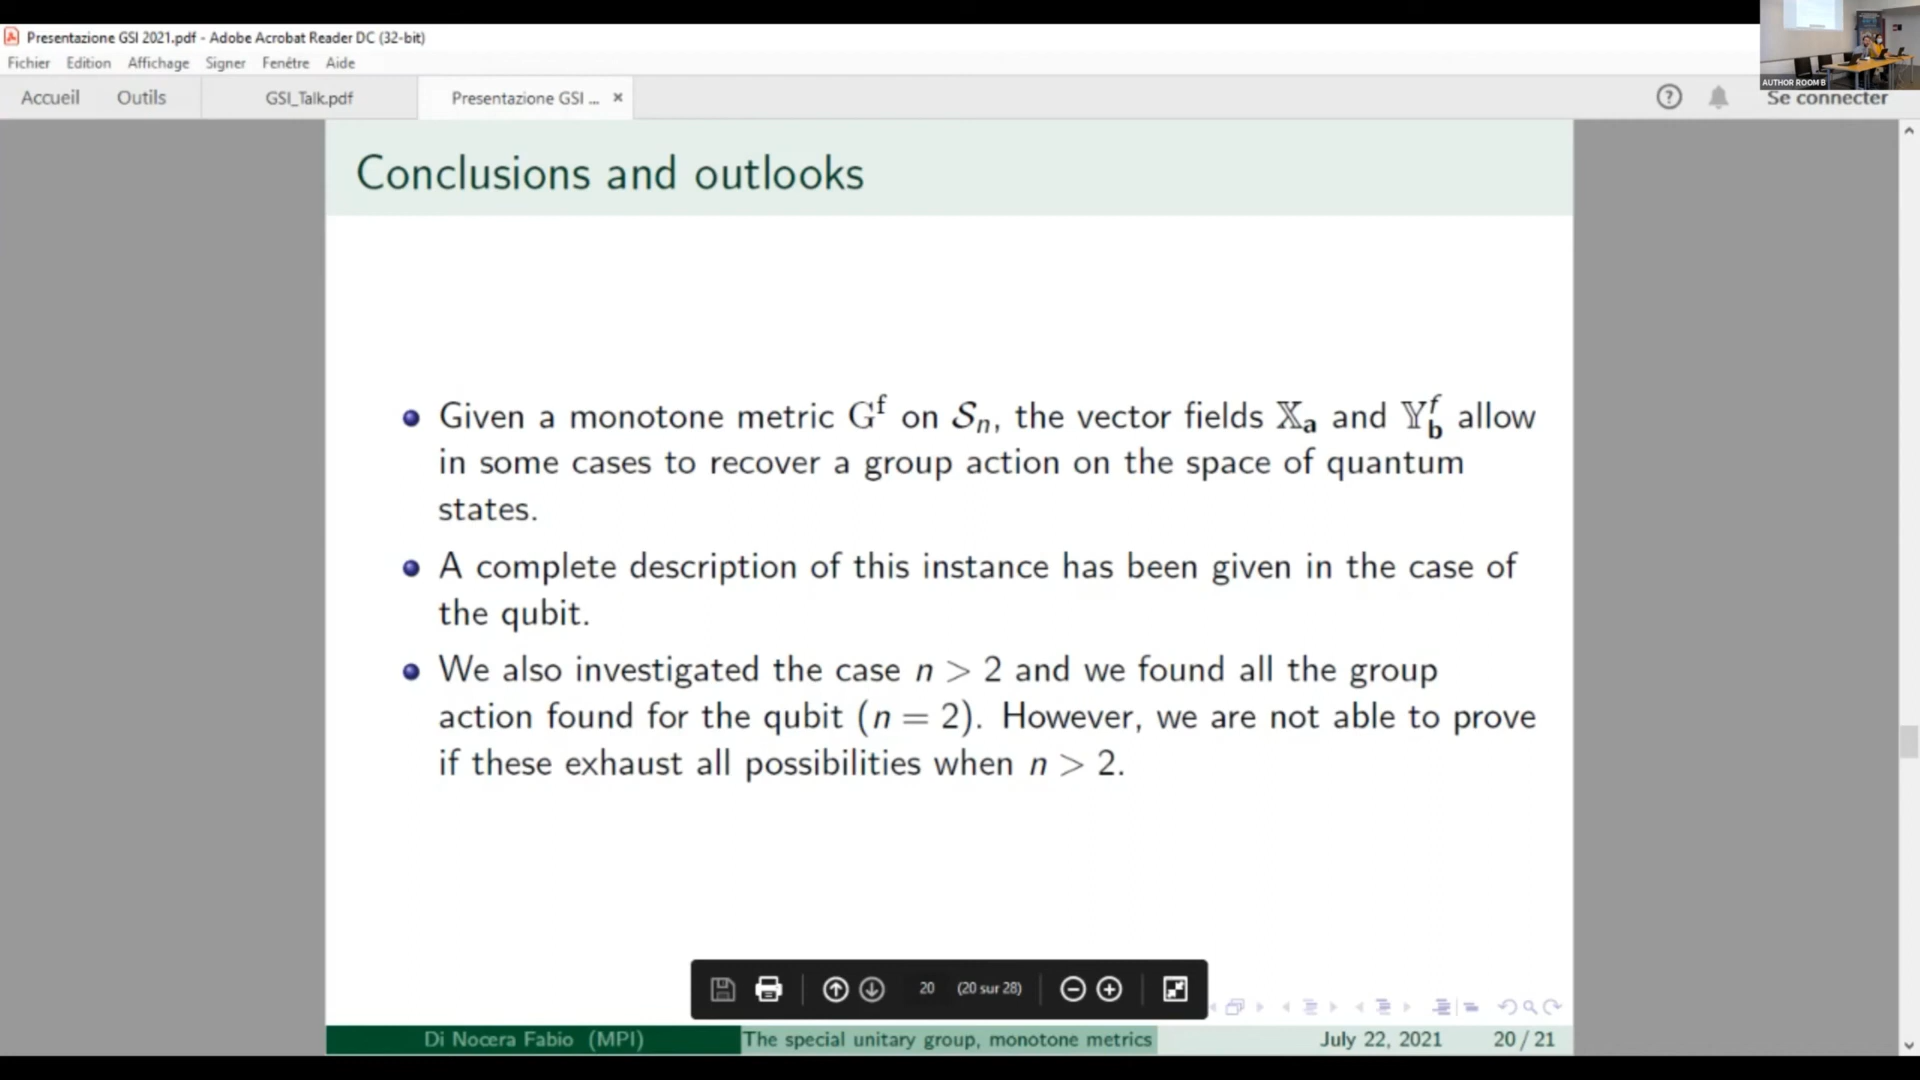 Presentazione GSI 2021.pdf - Adobe Acrobat Reader DC (32-bit)
Fichier Edition Affichage Signer Fenêtre Aide
AUTHOR ROOM B
Accueil Outils GSI_Talk.pdf Presentazione GSI ... × Se connecter
Conclusions and outlooks
Given a monotone metric Gᶠ on 𝒮ₙ, the vector fields 𝕏ₐ and 𝕐ᶠ_b allow
in some cases to recover a group action on the space of quantum
states.
A complete description of this instance has been given in the case of
the qubit.
We also investigated the case n > 2 and we found all the group
action found for the qubit (n = 2). However, we are not able to prove
if these exhaust all possibilities when n > 2.
20 (20 sur 28)
Di Nocera Fabio (MPI) The special unitary group, monotone metrics July 22, 2021 20 / 21